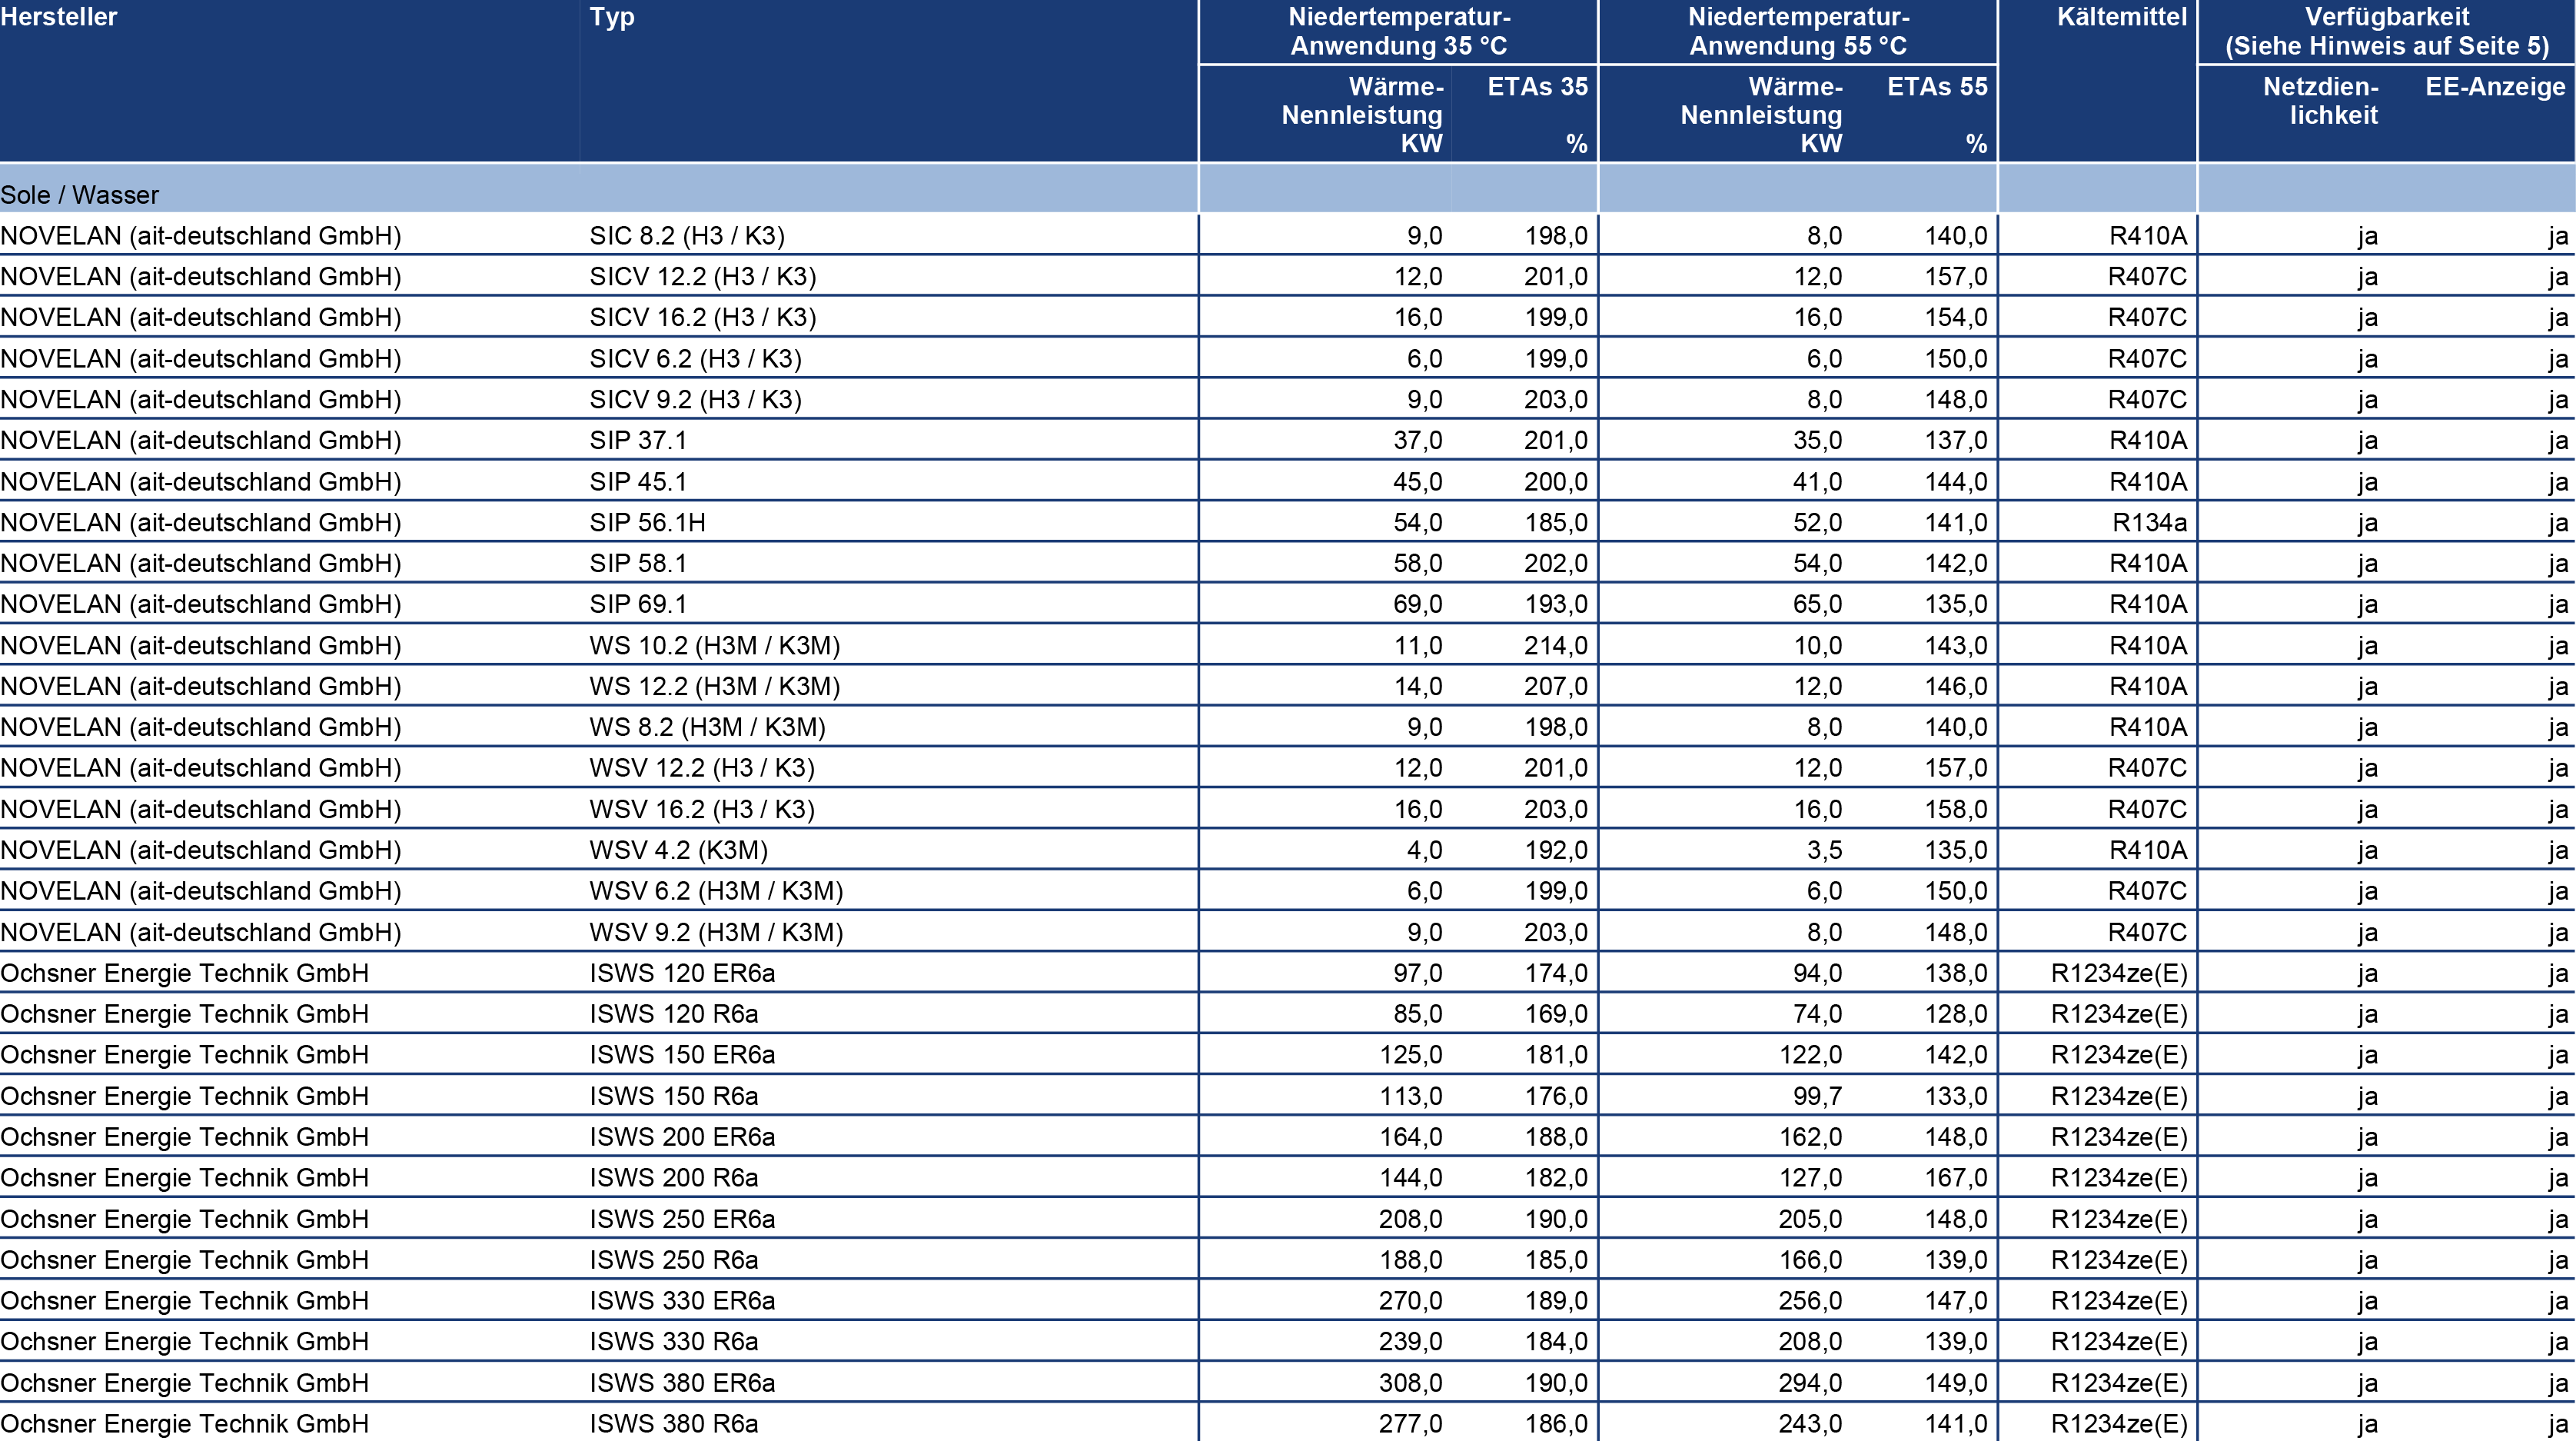 Hersteller Typ Niedertemperatur- Niedertemperatur- Kältemittel Verfügbarkeit
Anwendung 35 °C Anwendung 55 °C (Siehe Hinweis auf Seite 5)
Wärme- ETAs 35 Wärme- ETAs 55 Netzdien- EE-Anzeige
Nennleistung Nennleistung lichkeit
KW % KW %
Sole / Wasser
NOVELAN (ait-deutschland GmbH) SIC 8.2 (H3 / K3) 9,0 198,0 8,0 140,0 R410A ja ja
NOVELAN (ait-deutschland GmbH) SICV 12.2 (H3 / K3) 12,0 201,0 12,0 157,0 R407C ja ja
NOVELAN (ait-deutschland GmbH) SICV 16.2 (H3 / K3) 16,0 199,0 16,0 154,0 R407C ja ja
NOVELAN (ait-deutschland GmbH) SICV 6.2 (H3 / K3) 6,0 199,0 6,0 150,0 R407C ja ja
NOVELAN (ait-deutschland GmbH) SICV 9.2 (H3 / K3) 9,0 203,0 8,0 148,0 R407C ja ja
NOVELAN (ait-deutschland GmbH) SIP 37.1 37,0 201,0 35,0 137,0 R410A ja ja
NOVELAN (ait-deutschland GmbH) SIP 45.1 45,0 200,0 41,0 144,0 R410A ja ja
NOVELAN (ait-deutschland GmbH) SIP 56.1H 54,0 185,0 52,0 141,0 R134a ja ja
NOVELAN (ait-deutschland GmbH) SIP 58.1 58,0 202,0 54,0 142,0 R410A ja ja
NOVELAN (ait-deutschland GmbH) SIP 69.1 69,0 193,0 65,0 135,0 R410A ja ja
NOVELAN (ait-deutschland GmbH) WS 10.2 (H3M / K3M) 11,0 214,0 10,0 143,0 R410A ja ja
NOVELAN (ait-deutschland GmbH) WS 12.2 (H3M / K3M) 14,0 207,0 12,0 146,0 R410A ja ja
NOVELAN (ait-deutschland GmbH) WS 8.2 (H3M / K3M) 9,0 198,0 8,0 140,0 R410A ja ja
NOVELAN (ait-deutschland GmbH) WSV 12.2 (H3 / K3) 12,0 201,0 12,0 157,0 R407C ja ja
NOVELAN (ait-deutschland GmbH) WSV 16.2 (H3 / K3) 16,0 203,0 16,0 158,0 R407C ja ja
NOVELAN (ait-deutschland GmbH) WSV 4.2 (K3M) 4,0 192,0 3,5 135,0 R410A ja ja
NOVELAN (ait-deutschland GmbH) WSV 6.2 (H3M / K3M) 6,0 199,0 6,0 150,0 R407C ja ja
NOVELAN (ait-deutschland GmbH) WSV 9.2 (H3M / K3M) 9,0 203,0 8,0 148,0 R407C ja ja
Ochsner Energie Technik GmbH ISWS 120 ER6a 97,0 174,0 94,0 138,0 R1234ze(E) ja ja
Ochsner Energie Technik GmbH ISWS 120 R6a 85,0 169,0 74,0 128,0 R1234ze(E) ja ja
Ochsner Energie Technik GmbH ISWS 150 ER6a 125,0 181,0 122,0 142,0 R1234ze(E) ja ja
Ochsner Energie Technik GmbH ISWS 150 R6a 113,0 176,0 99,7 133,0 R1234ze(E) ja ja
Ochsner Energie Technik GmbH ISWS 200 ER6a 164,0 188,0 162,0 148,0 R1234ze(E) ja ja
Ochsner Energie Technik GmbH ISWS 200 R6a 144,0 182,0 127,0 167,0 R1234ze(E) ja ja
Ochsner Energie Technik GmbH ISWS 250 ER6a 208,0 190,0 205,0 148,0 R1234ze(E) ja ja
Ochsner Energie Technik GmbH ISWS 250 R6a 188,0 185,0 166,0 139,0 R1234ze(E) ja ja
Ochsner Energie Technik GmbH ISWS 330 ER6a 270,0 189,0 256,0 147,0 R1234ze(E) ja ja
Ochsner Energie Technik GmbH ISWS 330 R6a 239,0 184,0 208,0 139,0 R1234ze(E) ja ja
Ochsner Energie Technik GmbH ISWS 380 ER6a 308,0 190,0 294,0 149,0 R1234ze(E) ja ja
Ochsner Energie Technik GmbH ISWS 380 R6a 277,0 186,0 243,0 141,0 R1234ze(E) ja ja